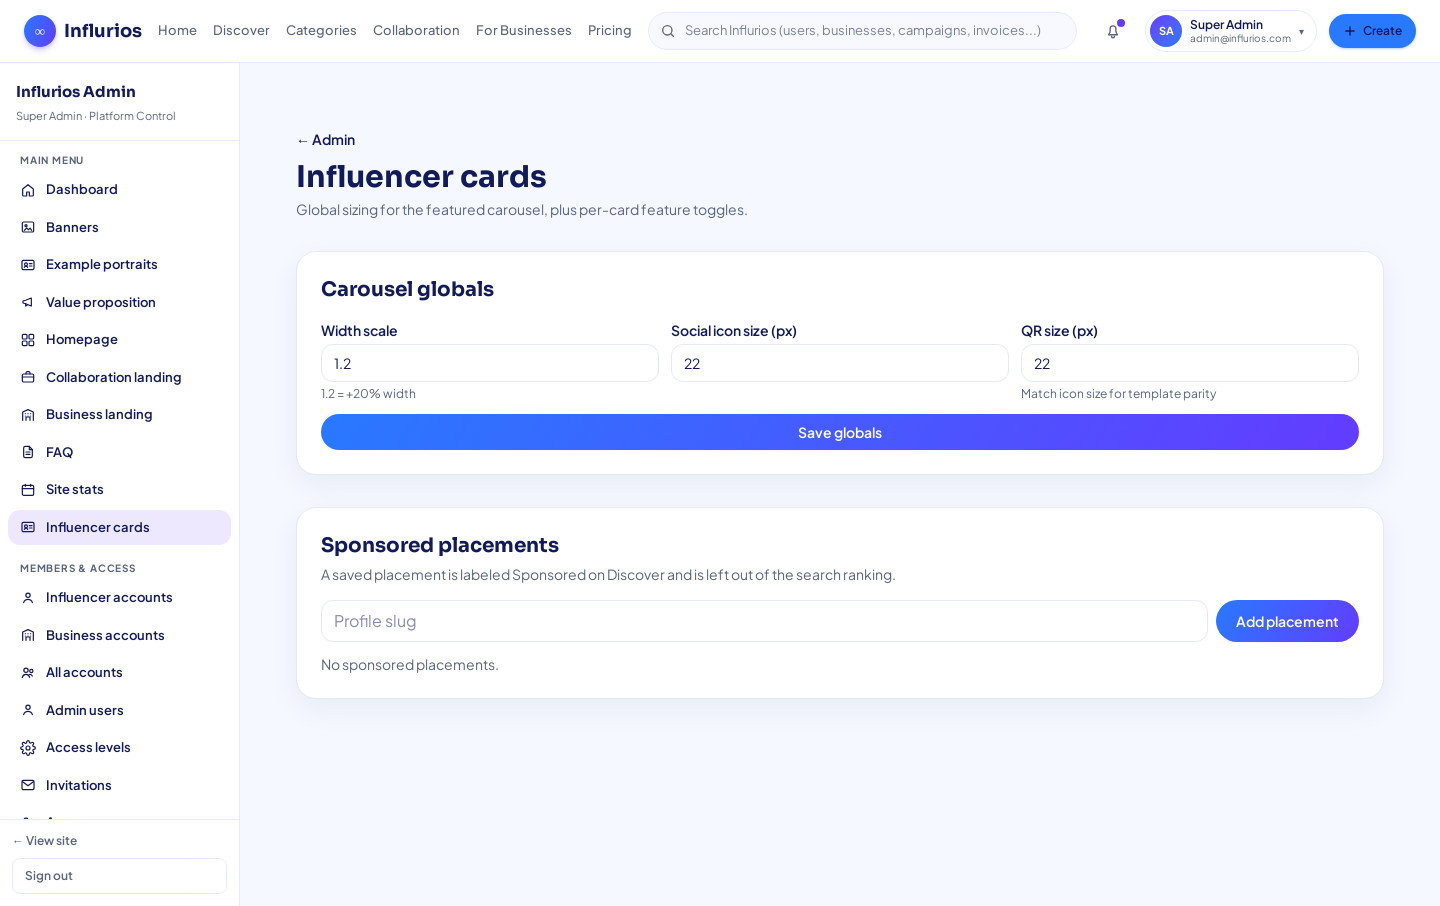 ∞ Influrios Home Discover Categories Collaboration For Businesses Pricing Search Influrios (users, businesses, campaigns, invoices...) SA Super Admin ▾ + Create
admin@influrios.com
Influrios Admin
Super Admin · Platform Control
MAIN MENU
Dashboard
Banners
Example portraits
Value proposition
Homepage
Collaboration landing
Business landing
FAQ
Site stats
Influencer cards
MEMBERS & ACCESS
Influencer accounts
Business accounts
All accounts
Admin users
Access levels
Invitations
← View site
Sign out
← Admin
Influencer cards
Global sizing for the featured carousel, plus per-card feature toggles.
Carousel globals
Width scale Social icon size (px) QR size (px)
1.2 22 22
1.2 = +20% width Match icon size for template parity
Save globals
Sponsored placements
A saved placement is labeled Sponsored on Discover and is left out of the search ranking.
Profile slug Add placement
No sponsored placements.